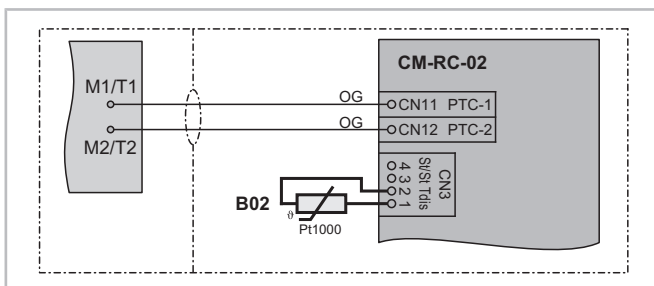 CM-RC-02
M1/T1
OG
CN11 PTC-1
OG
CN12 PTC-2
M2/T2
CN3
St/St Tdis
4 3 2 1
B02
ϑ
Pt1000